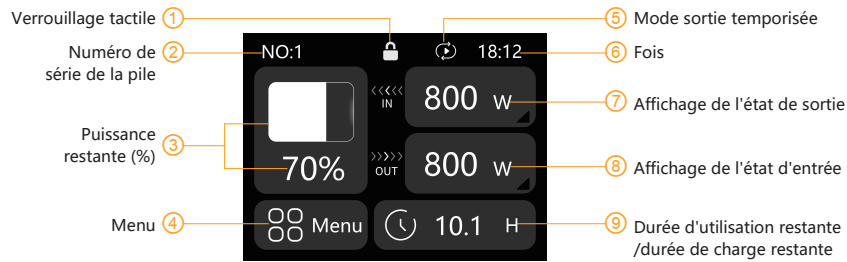 Verrouillage tactile ①
Numéro de ②
série de la pile
Puissance ③
restante (%)
Menu ④
NO:1
18:12
IN
800 W
70%
OUT
800 W
Menu
10.1 H
⑤ Mode sortie temporisée
⑥ Fois
⑦ Affichage de l'état de sortie
⑧ Affichage de l'état d'entrée
⑨ Durée d'utilisation restante
/durée de charge restante